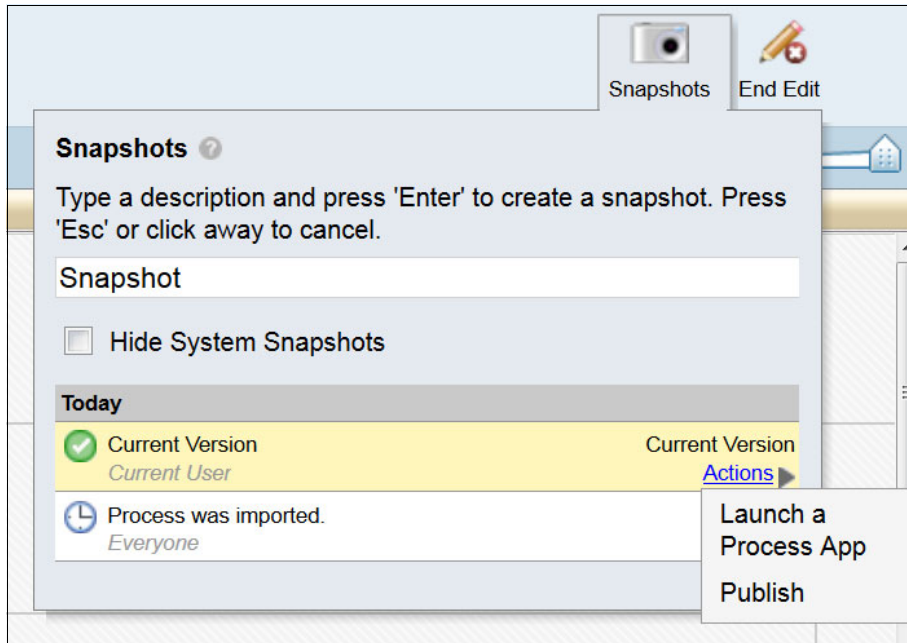 Snapshots End Edit
Snapshots
Type a description and press 'Enter' to create a snapshot. Press
'Esc' or click away to cancel.
Snapshot
Hide System Snapshots
Today
Current Version Current Version
Current User Actions
Process was imported.
Everyone
Launch a
Process App
Publish